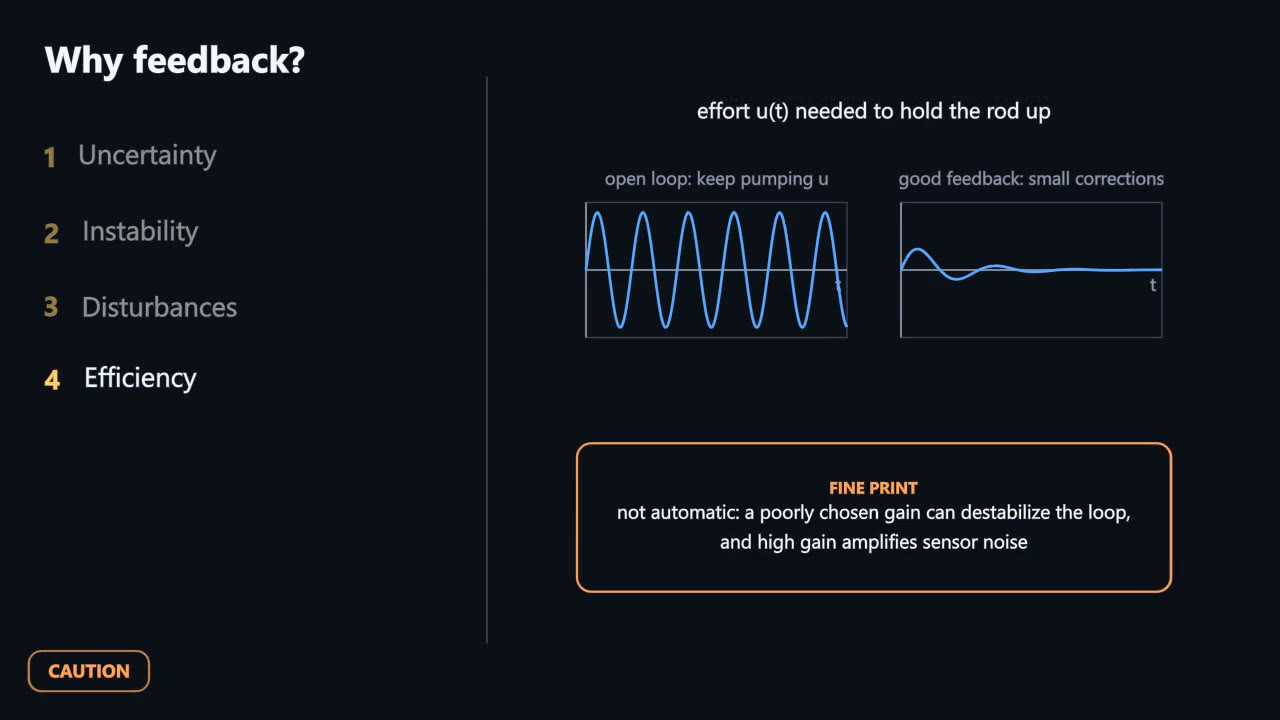 Why feedback?
1 Uncertainty
2 Instability
3 Disturbances
4 Efficiency
effort u(t) needed to hold the rod up
open loop: keep pumping u
t
good feedback: small corrections
t
FINE PRINT
not automatic: a poorly chosen gain can destabilize the loop,
and high gain amplifies sensor noise
CAUTION